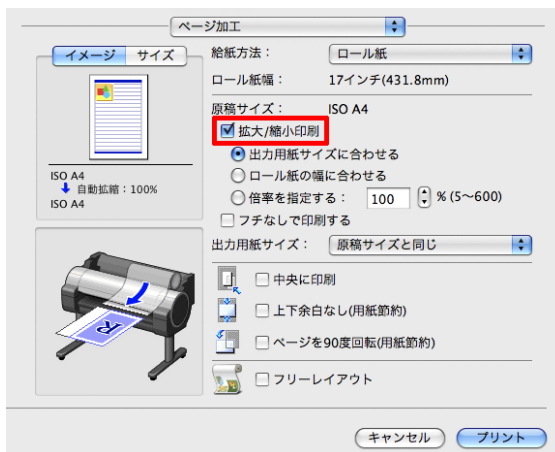 ページ加工
イメージ サイズ
ISO A4
自動拡縮：100%
ISO A4
給紙方法： ロール紙
ロール紙幅： 17インチ(431.8mm)
原稿サイズ： ISO A4
拡大/縮小印刷
出力用紙サイズに合わせる
ロール紙の幅に合わせる
倍率を指定する： 100 % (5〜600)
フチなしで印刷する
出力用紙サイズ： 原稿サイズと同じ
中央に印刷
上下余白なし(用紙節約)
ページを90度回転(用紙節約)
フリーレイアウト
R
キャンセル プリント